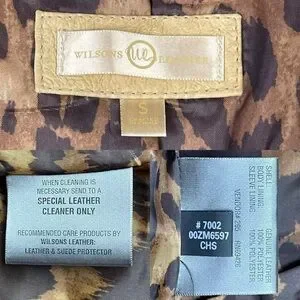 WILSONS LEATHER
S
WHEN CLEANING IS
NECESSARY SEND TO A
SPECIAL LEATHER
CLEANER ONLY
RECOMMENDED CARE PRODUCTS BY
WILSONS LEATHER:
LEATHER & SUEDE PROTECTOR
SHELL: GENUINE LEATHER
BODY LINING: 100% POLYESTER
SLEEVE LINING: 100% POLYESTER
# 7002
00ZM6597
CHS